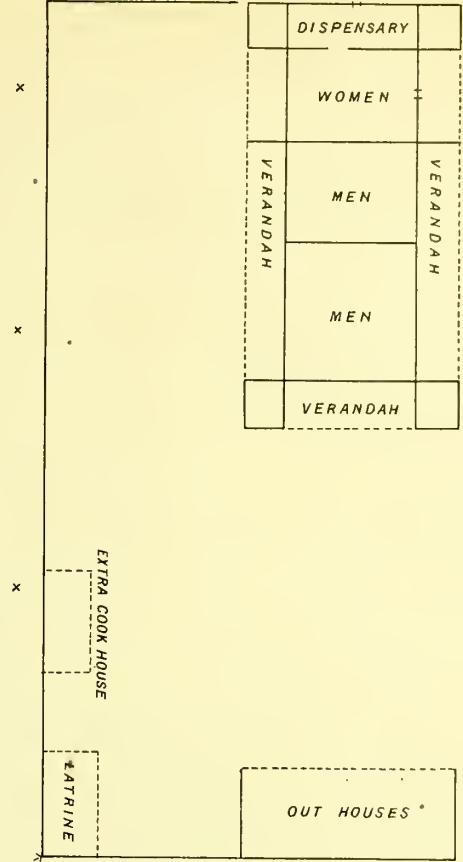 DISPENSARY
WOMEN
VERANDAH
MEN
VERANDAH
MEN
VERANDAH
EXTRA COOK HOUSE
LATRINE
OUT HOUSES